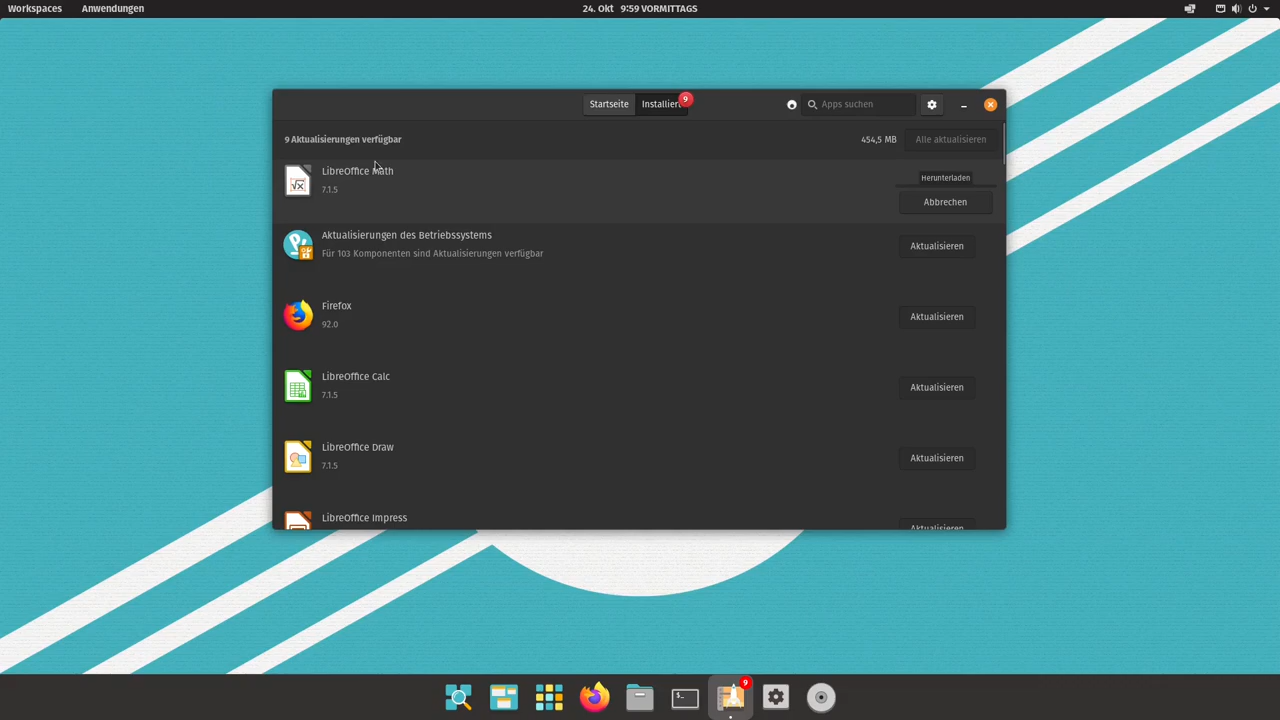 Workspaces Anwendungen 24. Okt 9:59 VORMITTAGS
Startseite Installiert 9 Apps suchen
9 Aktualisierungen verfügbar 454,5 MB Alle aktualisieren
LibreOffice Math
7.1.5
Herunterladen
Abbrechen
Aktualisierungen des Betriebssystems
Für 103 Komponenten sind Aktualisierungen verfügbar
Aktualisieren
Firefox
92.0
Aktualisieren
LibreOffice Calc
7.1.5
Aktualisieren
LibreOffice Draw
7.1.5
Aktualisieren
LibreOffice Impress
Aktualisieren
9